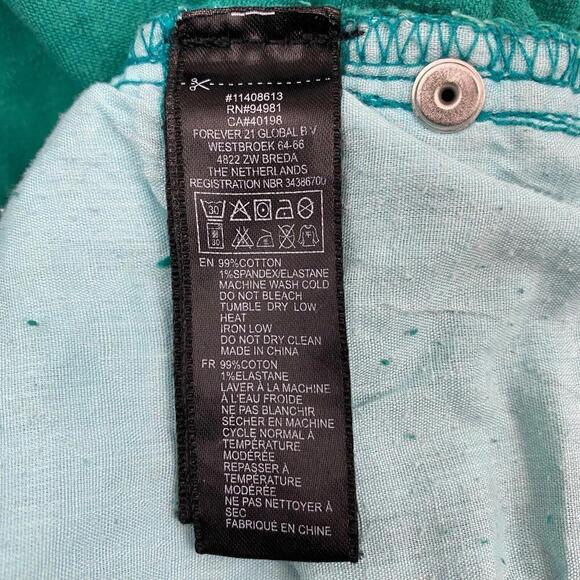 #11408613
RN#94981
CA#40198
FOREVER 21 GLOBAL B.V
WESTBROEK 64-66
4822 ZW BREDA
THE NETHERLANDS
REGISTRATION NBR 34386700
30
30
EN 99%COTTON
1%SPANDEX/ELASTANE
MACHINE WASH COLD
DO NOT BLEACH
TUMBLE DRY LOW
HEAT
IRON LOW
DO NOT DRY CLEAN
MADE IN CHINA
FR 99%COTON
1%ELASTANE
LAVER À LA MACHINE
À L'EAU FROIDE
NE PAS BLANCHIR
SÉCHER EN MACHINE
CYCLE NORMAL À
TEMPÉRATURE
MODÉRÉE
REPASSER À
TEMPÉRATURE
MODÉRÉE
NE PAS NETTOYER À
SEC
FABRIQUÉ EN CHINE